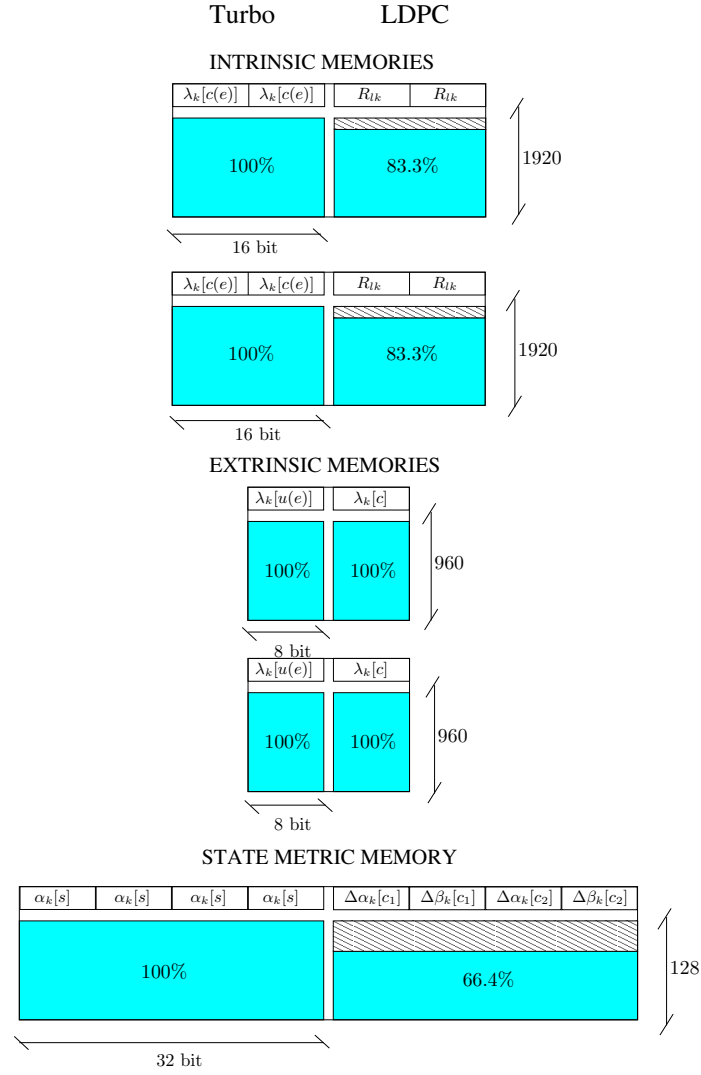 Turbo LDPC
INTRINSIC MEMORIES
λₖ[c(e)] λₖ[c(e)] Rₗₖ Rₗₖ
100% 83.3% 1920
16 bit
λₖ[c(e)] λₖ[c(e)] Rₗₖ Rₗₖ
100% 83.3% 1920
16 bit
EXTRINSIC MEMORIES
λₖ[u(e)] λₖ[c]
100% 100% 960
8 bit
λₖ[u(e)] λₖ[c]
100% 100% 960
8 bit
STATE METRIC MEMORY
αₖ[s] αₖ[s] αₖ[s] αₖ[s] Δαₖ[c₁] Δβₖ[c₁] Δαₖ[c₂] Δβₖ[c₂]
100% 66.4% 128
32 bit